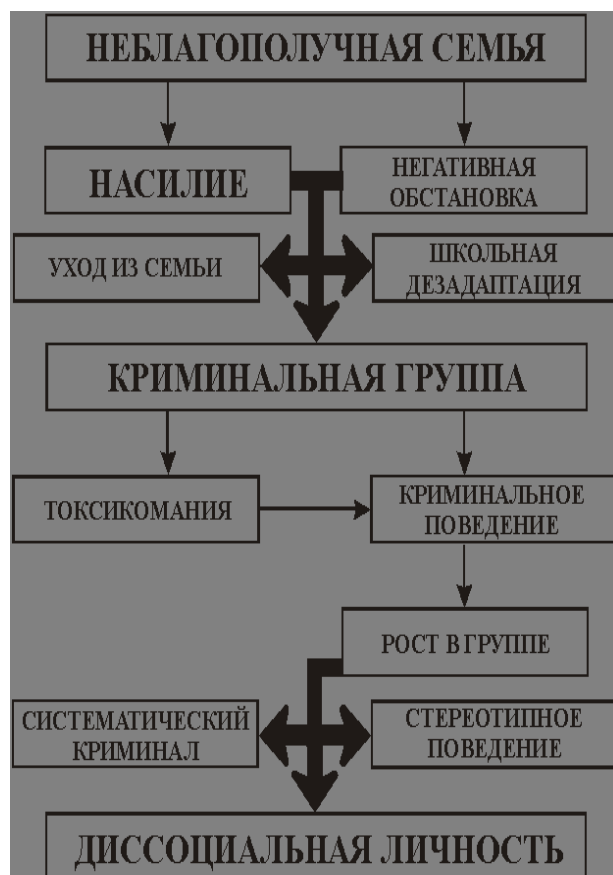 НЕБЛАГОПОЛУЧНАЯ СЕМЬЯ
НАСИЛИЕ
НЕГАТИВНАЯ
ОБСТАНОВКА
УХОД ИЗ СЕМЬИ
ШКОЛЬНАЯ
ДЕЗАДАПТАЦИЯ
КРИМИНАЛЬНАЯ ГРУППА
ТОКСИКОМАНИЯ
КРИМИНАЛЬНОЕ
ПОВЕДЕНИЕ
РОСТ В ГРУППЕ
СИСТЕМАТИЧЕСКИЙ
КРИМИНАЛ
СТЕРЕОТИПНОЕ
ПОВЕДЕНИЕ
ДИССОЦИАЛЬНАЯ ЛИЧНОСТЬ